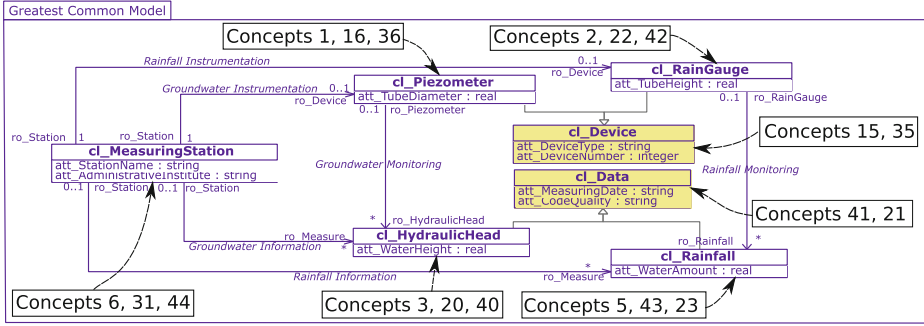 Greatest Common Model
Concepts 1, 16, 36
Concepts 2, 22, 42
Rainfall Instrumentation
0..1
ro_Device
cl_RainGauge
att_TubeHeight : real
0..1
ro_RainGauge
Groundwater Instrumentation
0..1
ro_Device
cl_Piezometer
att_TubeDiameter : real
0..1
ro_Piezometer
cl_Device
att_DeviceType : string
att_DeviceNumber : integer
Concepts 15, 35
ro_Station
1
ro_Station
1
cl_MeasuringStation
att_StationName : string
att_AdministrativeInstitute : string
0..1
ro_Station
0..1
Groundwater Monitoring
Rainfall Monitoring
cl_Data
att_MeasuringDate : string
att_CodeQuality : string
Concepts 41, 21
*
ro_HydraulicHead
ro_Measure
*
Groundwater Information
cl_HydraulicHead
att_WaterHeight : real
ro_Rainfall
*
cl_Rainfall
att_WaterAmount : real
Rainfall Information
*
ro_Measure
Concepts 6, 31, 44
Concepts 3, 20, 40
Concepts 5, 43, 23